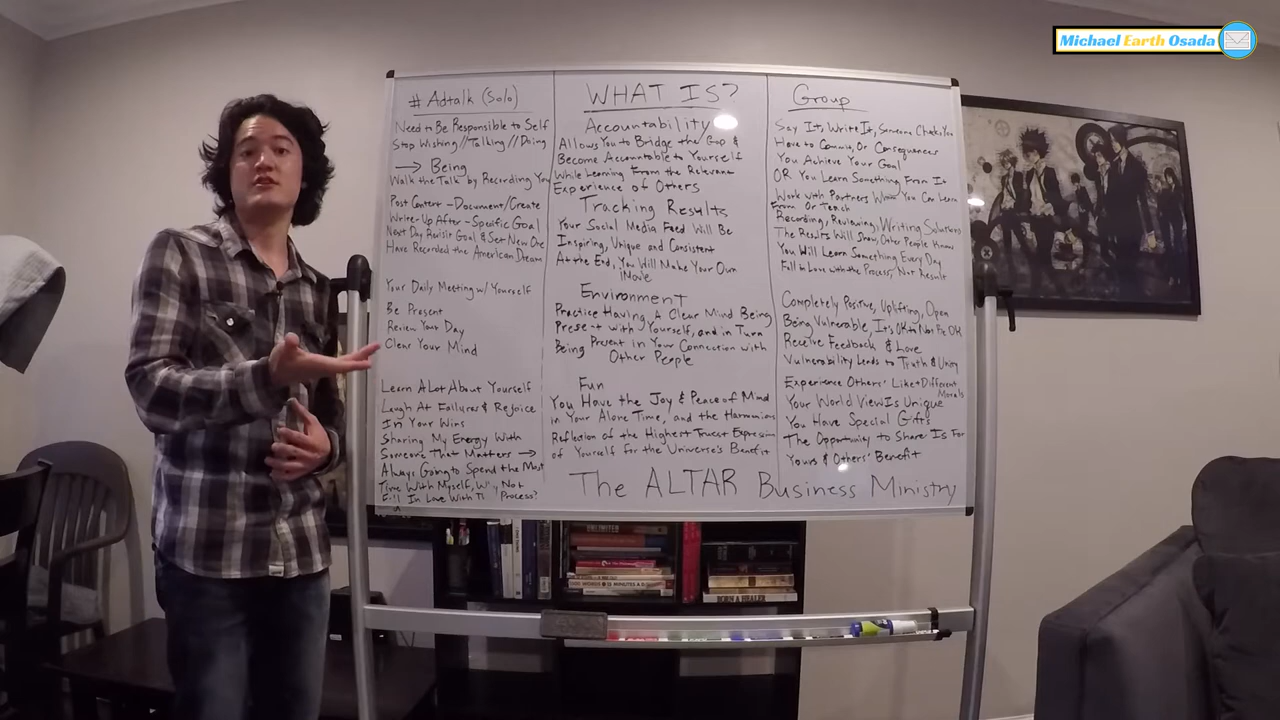 Michael Earth Osada
# Adtalk (Solo)
Need to Be Responsible to Self
Stop Wishing//Talking//Doing
→ Being
Walk the Talk by Recording You
Post Content - Document/Create
Write-Up After - Specific Goal
Next Day Revisit Goal & Set New One
Have Recorded the American Dream
Your Daily Meeting w/ Yourself
Be Present
Review Your Day
Clear Your Mind
Learn A Lot About Yourself
Laugh At Failures & Rejoice
In Your Wins
Sharing My Energy With
Someone That Matters →
Always Going to Spend the Most
Time With Myself, Why Not
Fall In Love With Process?
WHAT IS?
Accountability
Allows You to Bridge the Gap &
Become Accountable to Yourself
While Learning From the Relevant
Experience of Others
Tracking Results
Your Social Media Feed Will Be
Inspiring, Unique and Consistent
At the End, You Will Make Your Own
iMovie
Environment
Practice Having A Clear Mind Being
Present with Yourself, and in Turn
Being Present in Your Connection with
Other People
Fun
You Have the Joy & Peace of Mind
in Your Alone Time, and the Harmonious
Reflection of the Highest Truest Expression
of Yourself for the Universe's Benefit
Group
Say It, Write It, Someone Checks You
Have to Commit, Or Consequences
You Achieve Your Goal
OR You Learn Something From It
Work with Partners Whom You Can Learn
From Or Teach
Recording, Reviewing, Writing Solutions
The Results Will Show, Other People Know
You Will Learn Something Every Day
Fall in Love with the Process, Not Result
Completely Positive, Uplifting, Open
Being Vulnerable, It's OK to Not Be OK
Receive Feedback & Love
Vulnerability Leads to Truth & Unity
Experience Others' Like & Different
Morals
Your World View Is Unique
You Have Special Gifts
The Opportunity to Share Is For
Yours & Others' Benefit
The ALTAR Business Ministry
UNLIMITED
BORN A HEALER